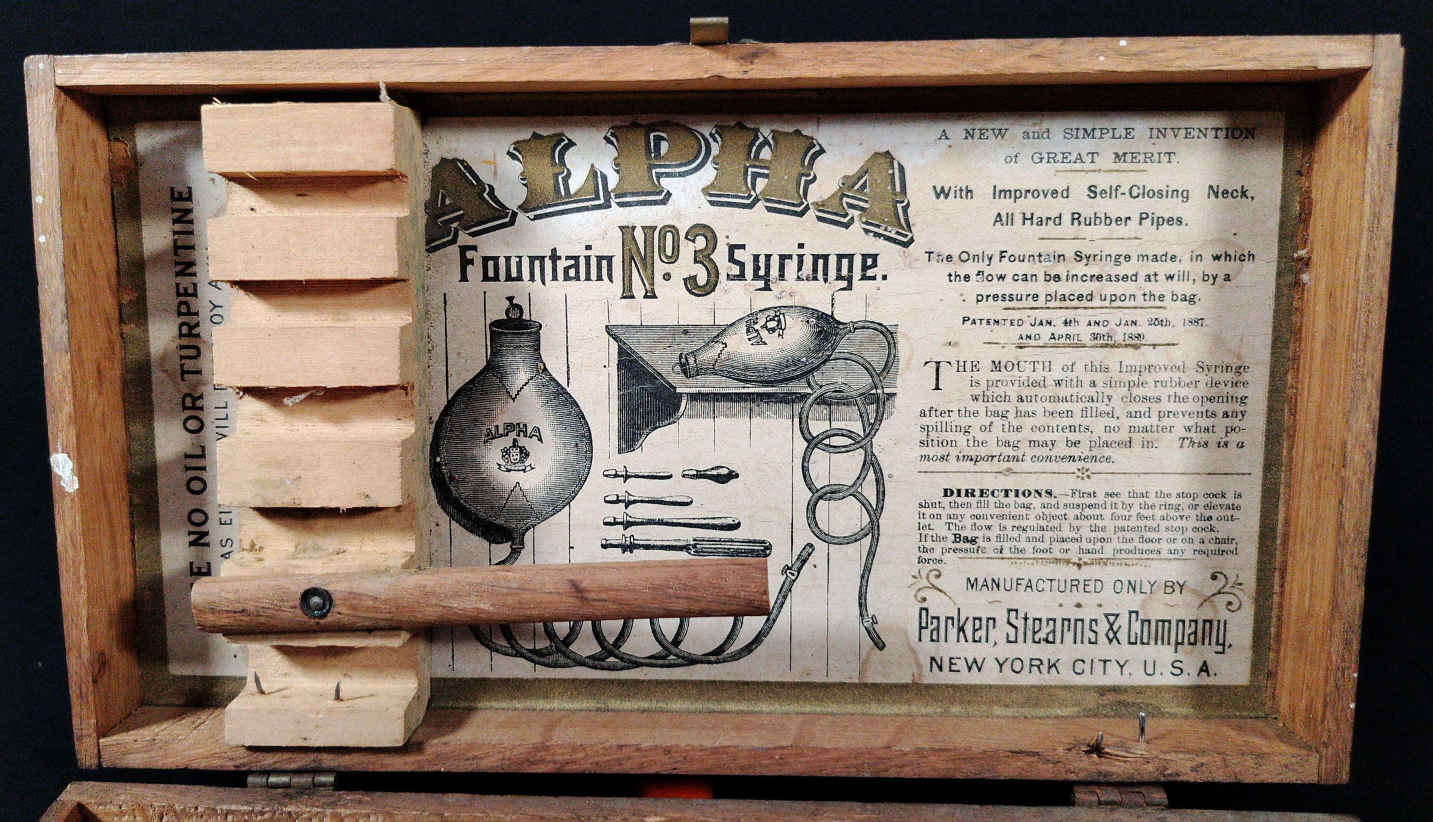 E NO OIL OR TURPENTINE
AS EI
VILL
OY A
ALPHA
Fountain No. 3 Syringe.
ALPHA
A NEW and SIMPLE INVENTION
of GREAT MERIT.
With Improved Self-Closing Neck,
All Hard Rubber Pipes.
The Only Fountain Syringe made, in which
the flow can be increased at will, by a
pressure placed upon the bag.
PATENTED JAN. 4th AND JAN. 25th, 1887.
AND APRIL 30th, 1889.
THE MOUTH of this Improved Syringe
is provided with a simple rubber device
which automatically closes the opening
after the bag has been filled, and prevents any
spilling of the contents, no matter what po-
sition the bag may be placed in. This is a
most important convenience.
DIRECTIONS.—First see that the stop cock is
shut, then fill the bag, and suspend it by the ring, or elevate
it on any convenient object about four feet above the out-
let. The flow is regulated by the patented stop cock.
If the Bag is filled and placed upon the floor or on a chair,
the pressure of the foot or hand produces any required
force.
MANUFACTURED ONLY BY
Parker, Stearns & Company,
NEW YORK CITY, U.S.A.